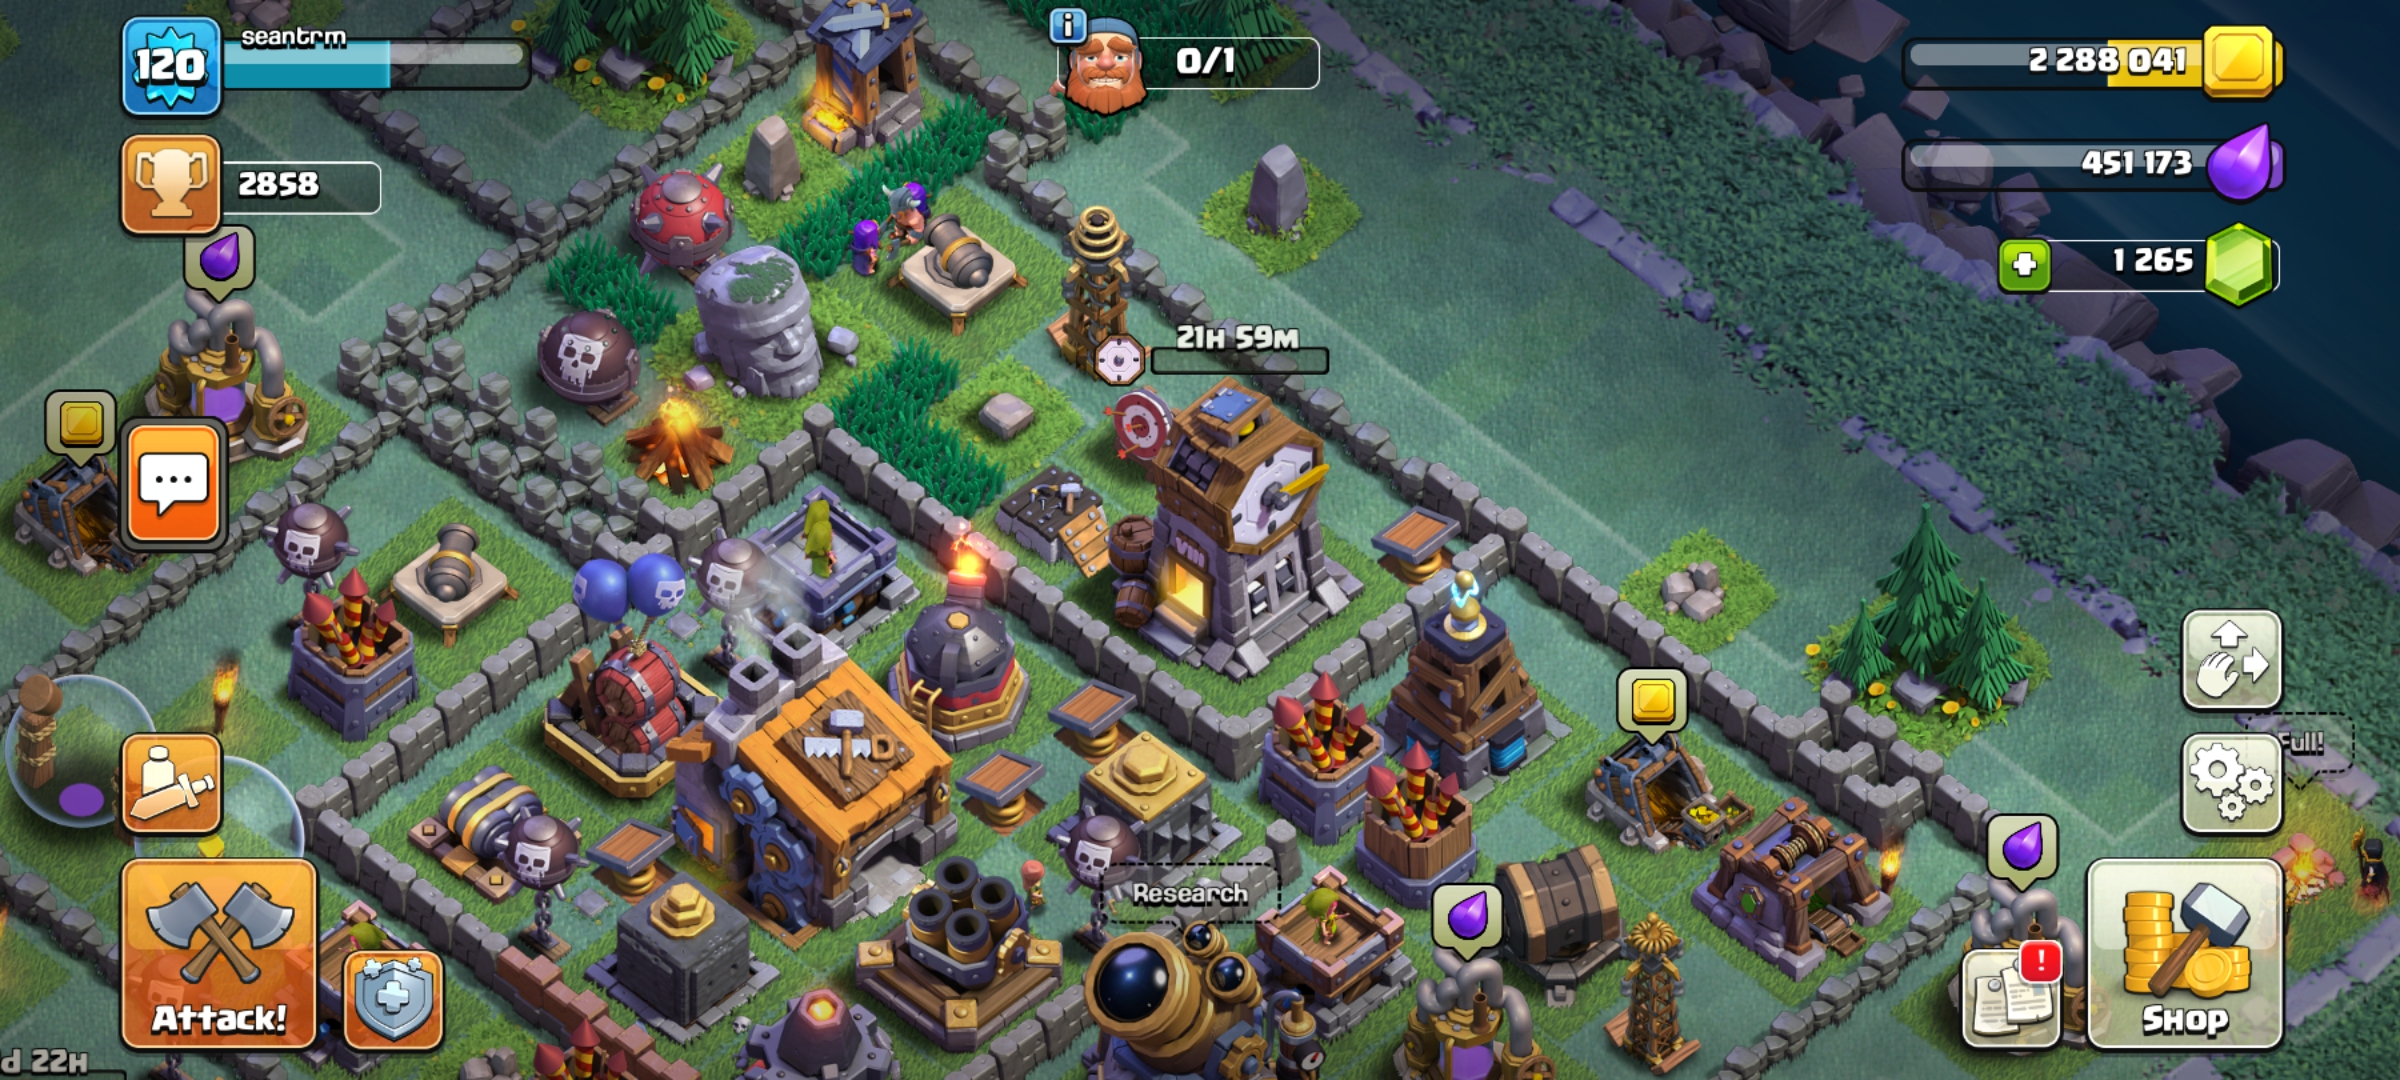 120
seantrm
0/1
2 288 041
2858
451 173
1 265
21H 59M
VIII
Full!
Research
Attack!
Shop
d 22H